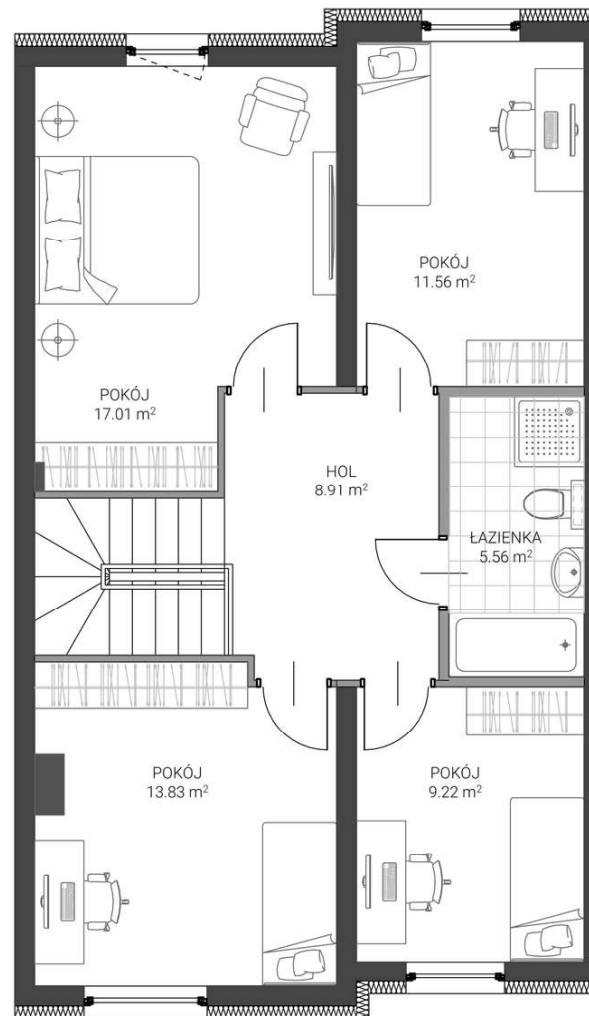 POKÓJ
11.56 m²
POKÓJ
17.01 m²
HOL
8.91 m²
ŁAZIENKA
5.56 m²
POKÓJ
13.83 m²
POKÓJ
9.22 m²